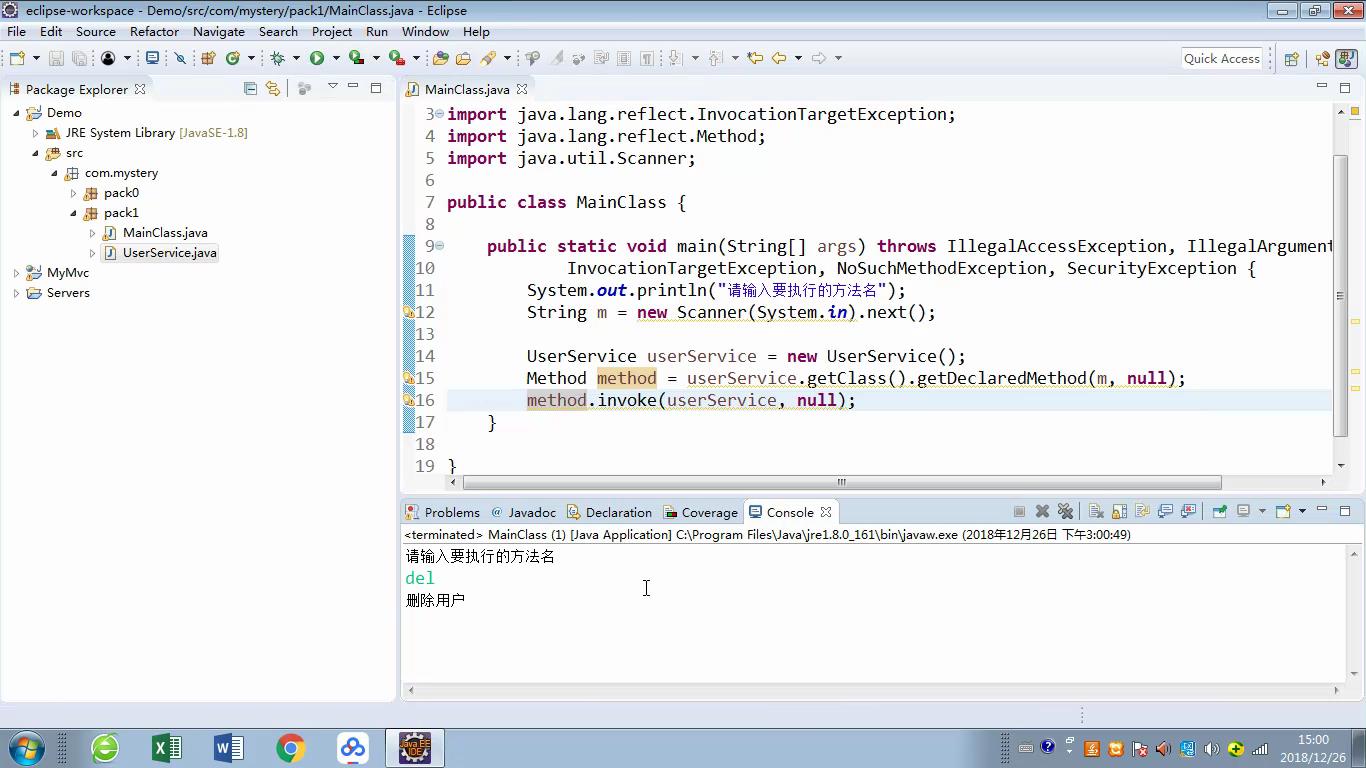 eclipse-workspace - Demo/src/com/mystery/pack1/MainClass.java - Eclipse
File Edit Source Refactor Navigate Search Project Run Window Help
Quick Access
Package Explorer
Demo
JRE System Library [JavaSE-1.8]
src
com.mystery
pack0
pack1
MainClass.java
UserService.java
MyMvc
Servers
MainClass.java
3 import java.lang.reflect.InvocationTargetException;
4 import java.lang.reflect.Method;
5 import java.util.Scanner;
6
7 public class MainClass {
8
9 public static void main(String[] args) throws IllegalAccessException, IllegalArgument
10 InvocationTargetException, NoSuchMethodException, SecurityException {
11 System.out.println("请输入要执行的方法名");
12 String m = new Scanner(System.in).next();
13
14 UserService userService = new UserService();
15 Method method = userService.getClass().getDeclaredMethod(m, null);
16 method.invoke(userService, null);
17 }
18
19 }
Problems @ Javadoc Declaration Coverage Console
<terminated> MainClass (1) [Java Application] C:\Program Files\Java\jre1.8.0_161\bin\javaw.exe (2018年12月26日 下午3:00:49)
请输入要执行的方法名
del
删除用户
Java EE
IDE
15:00
2018/12/26